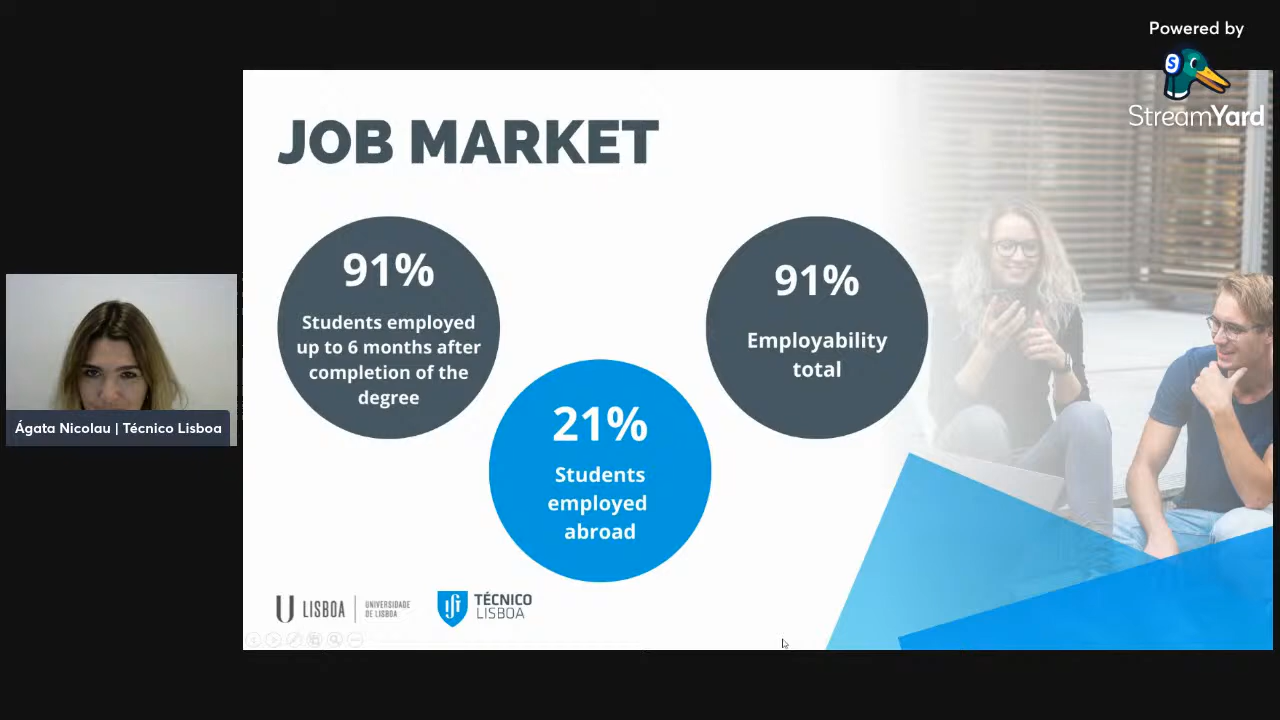 Powered by
StreamYard
JOB MARKET
91%
Students employed
up to 6 months after
completion of the
degree
91%
Employability
total
21%
Students
employed
abroad
Ágata Nicolau | Técnico Lisboa
U LISBOA | UNIVERSIDADE
DE LISBOA
TÉCNICO
LISBOA